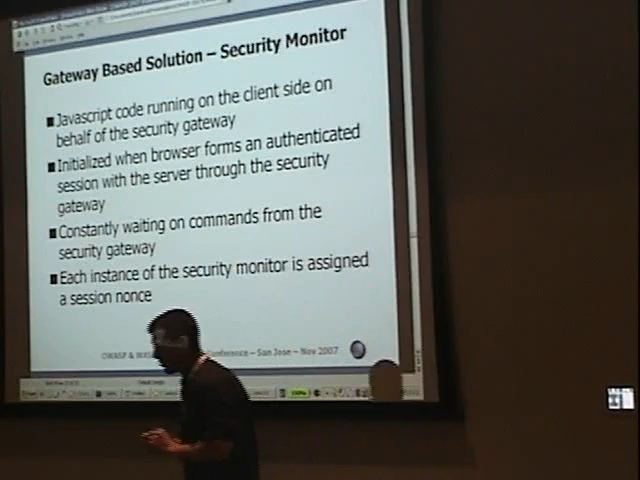 Gateway Based Solution – Security Monitor
Javascript code running on the client side on
behalf of the security gateway
Initialized when browser forms an authenticated
session with the server through the security
gateway
Constantly waiting on commands from the
security gateway
Each instance of the security monitor is assigned
a session nonce
OWASP & Conference – San Jose – Nov 2007